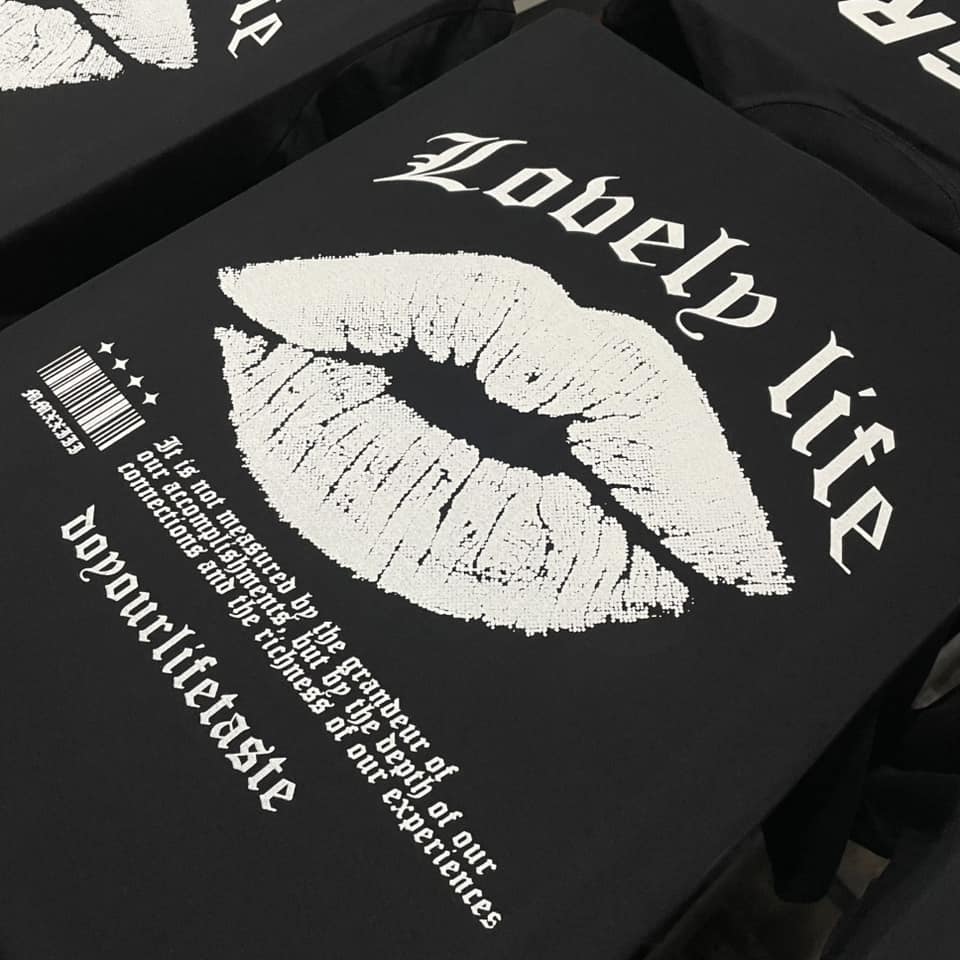 Lovely life
MMXXIII
It is not measured by the grandeur of
our accomplishments, but by the depth of our
connections and the richness of our experiences
doyourlifetaste